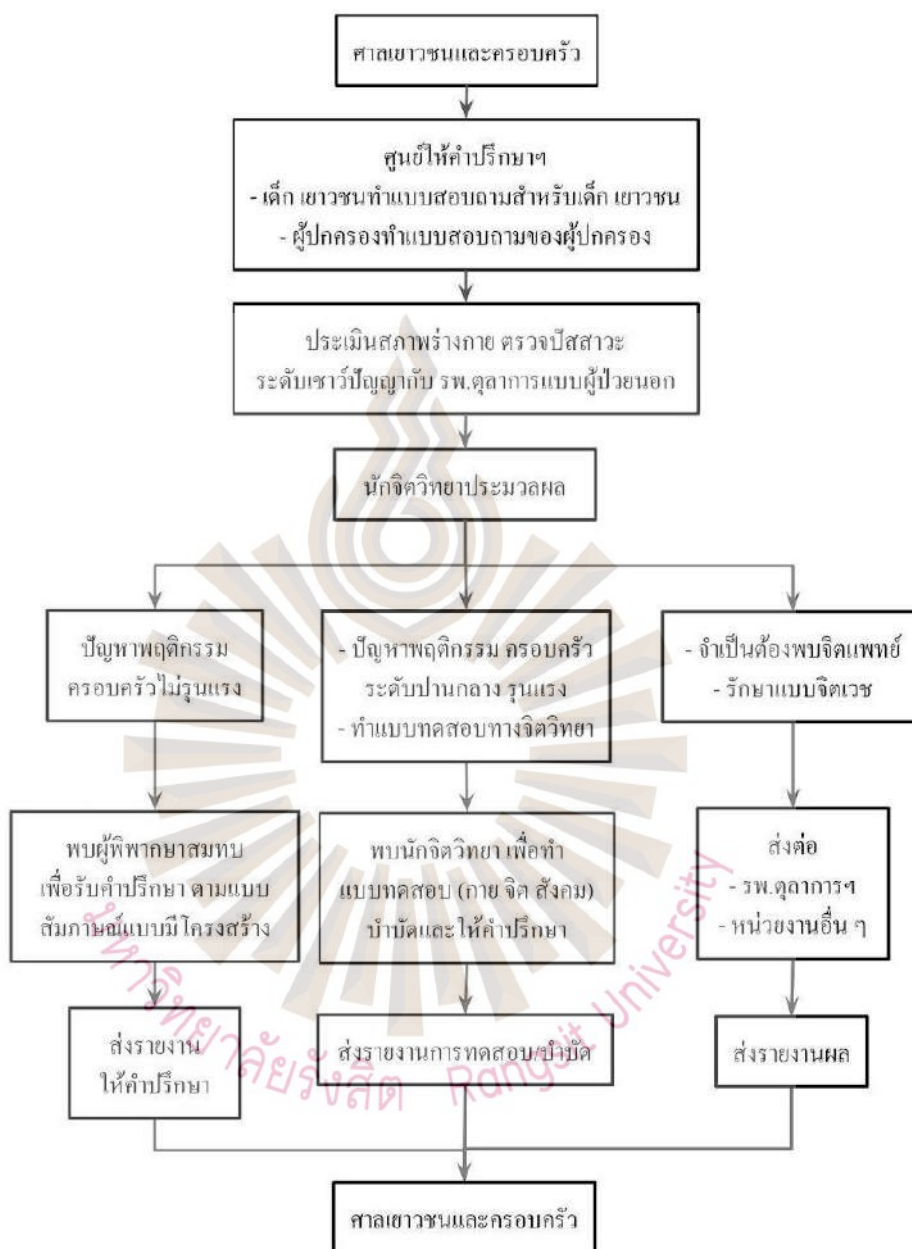 ศาลเยาวชนและครอบครัว
ศูนย์ให้คำปรึกษาฯ
- เด็ก เยาวชนทำแบบสอบถามสำหรับเด็ก เยาวชน
- ผู้ปกครองทำแบบสอบถามของผู้ปกครอง
ประเมินสภาพร่างกาย ตรวจปัสสาวะ
ระดับเชาว์ปัญญากับ รพ.ตุลาการแบบผู้ป่วยนอก
นักจิตวิทยาประมวลผล
ปัญหาพฤติกรรม
ครอบครัวไม่รุนแรง
- ปัญหาพฤติกรรม ครอบครัว
ระดับปานกลาง รุนแรง
- ทำแบบทดสอบทางจิตวิทยา
- จำเป็นต้องพบจิตแพทย์
- รักษาแบบจิตเวช
พบผู้พิพากษาสมทบ
เพื่อรับคำปรึกษา ตามแบบ
สัมภาษณ์แบบมีโครงสร้าง
พบนักจิตวิทยา เพื่อทำ
แบบทดสอบ (กาย จิต สังคม)
บำบัดและให้คำปรึกษา
ส่งต่อ
- รพ.ตุลาการฯ
- หน่วยงานอื่น ๆ
ส่งรายงาน
ให้คำปรึกษา
ส่งรายงานการทดสอบ/บำบัด
ส่งรายงานผล
ศาลเยาวชนและครอบครัว
มหาวิทยาลัยรังสิต Rangsit University